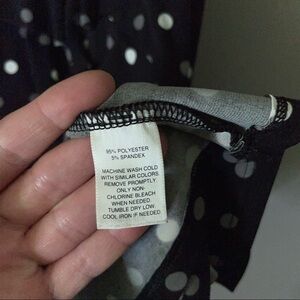 95% POLYESTER
5% SPANDEX
MACHINE WASH COLD
WITH SIMILAR COLORS.
REMOVE PROMPTLY.
ONLY NON-
CHLORINE BLEACH
WHEN NEEDED.
TUMBLE DRY LOW.
COOL IRON IF NEEDED.